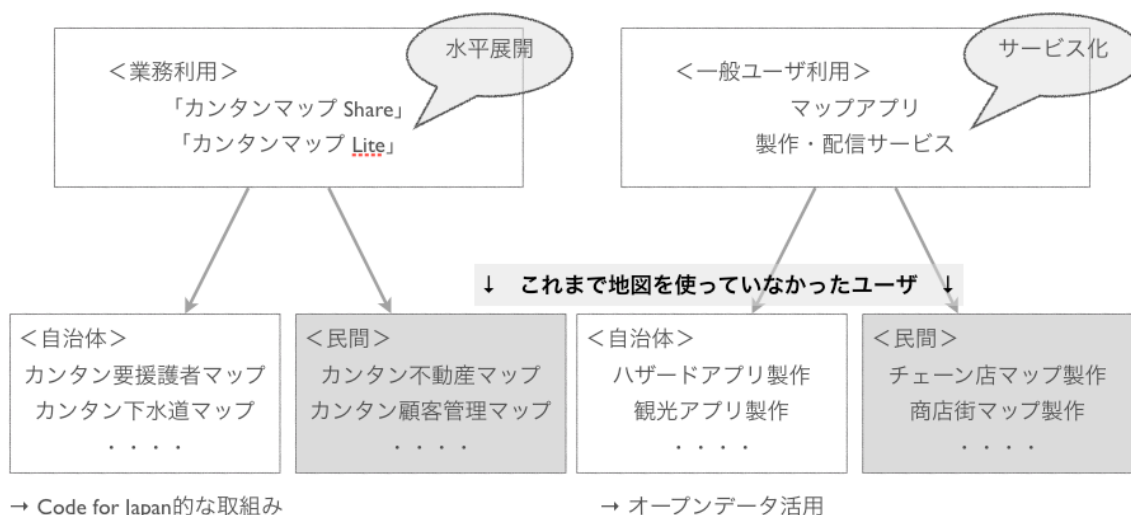 水平展開
＜業務利用＞
「カンタンマップ Share」
「カンタンマップ Lite」
サービス化
＜一般ユーザ利用＞
マップアプリ
製作・配信サービス
↓　これまで地図を使っていなかったユーザ　↓
＜自治体＞
カンタン要援護者マップ
カンタン下水道マップ
・・・・
＜民間＞
カンタン不動産マップ
カンタン顧客管理マップ
・・・・
＜自治体＞
ハザードアプリ製作
観光アプリ製作
・・・・
＜民間＞
チェーン店マップ製作
商店街マップ製作
・・・・
→ Code for Japan的な取組み
→ オープンデータ活用